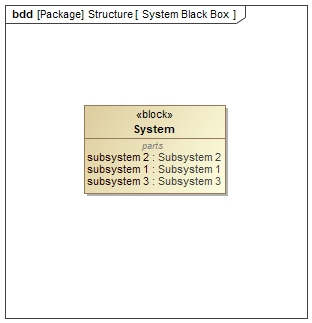 bdd [Package] Structure [ System Black Box ]
«block»
System
parts
subsystem 2 : Subsystem 2
subsystem 1 : Subsystem 1
subsystem 3 : Subsystem 3